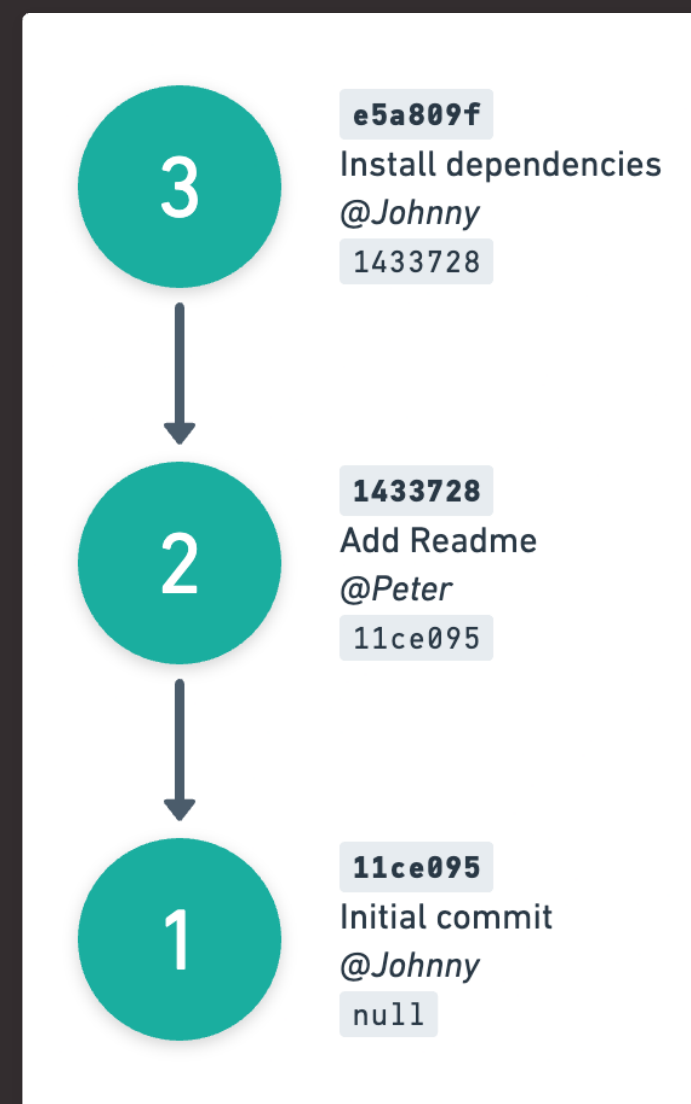 3
e5a809f
Install dependencies
@Johnny
1433728
2
1433728
Add Readme
@Peter
11ce095
1
11ce095
Initial commit
@Johnny
null